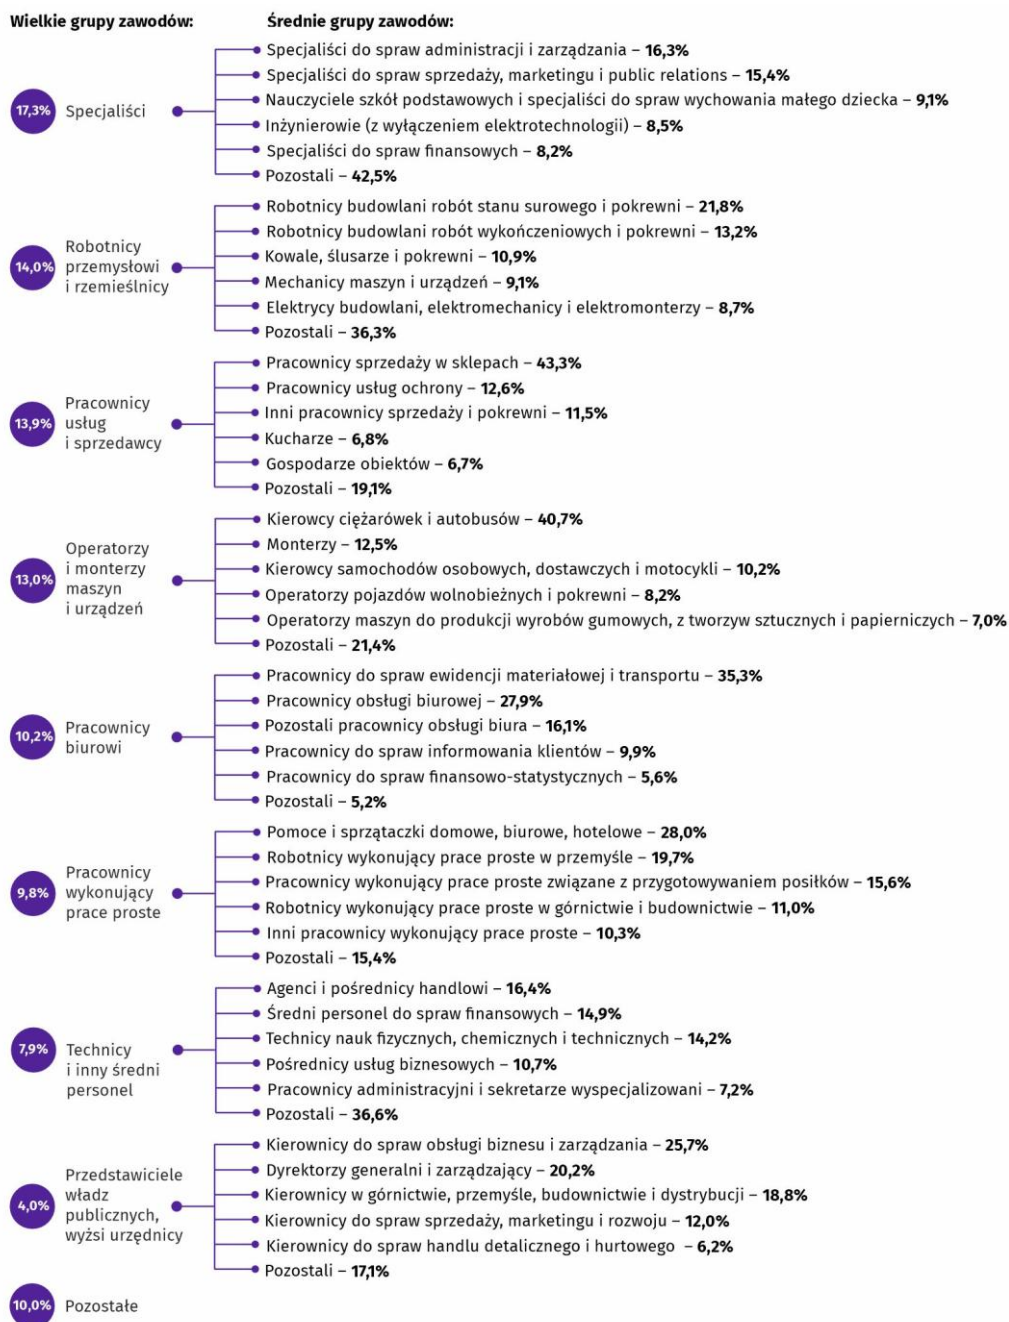 Wielkie grupy zawodów:
Średnie grupy zawodów:
17,3%
Specjaliści
Specjaliści do spraw administracji i zarządzania – 16,3%
Specjaliści do spraw sprzedaży, marketingu i public relations – 15,4%
Nauczyciele szkół podstawowych i specjaliści do spraw wychowania małego dziecka – 9,1%
Inżynierowie (z wyłączeniem elektrotechnologii) – 8,5%
Specjaliści do spraw finansowych – 8,2%
Pozostali – 42,5%
14,0%
Robotnicy
przemysłowi
i rzemieślnicy
Robotnicy budowlani robót stanu surowego i pokrewni – 21,8%
Robotnicy budowlani robót wykończeniowych i pokrewni – 13,2%
Kowale, ślusarze i pokrewni – 10,9%
Mechanicy maszyn i urządzeń – 9,1%
Elektrycy budowlani, elektromechanicy i elektromonterzy – 8,7%
Pozostali – 36,3%
13,9%
Pracownicy
usług
i sprzedawcy
Pracownicy sprzedaży w sklepach – 43,3%
Pracownicy usług ochrony – 12,6%
Inni pracownicy sprzedaży i pokrewni – 11,5%
Kucharze – 6,8%
Gospodarze obiektów – 6,7%
Pozostali – 19,1%
13,0%
Operatorzy
i monterzy
maszyn
i urządzeń
Kierowcy ciężarówek i autobusów – 40,7%
Monterzy – 12,5%
Kierowcy samochodów osobowych, dostawczych i motocykli – 10,2%
Operatorzy pojazdów wolnobieżnych i pokrewni – 8,2%
Operatorzy maszyn do produkcji wyrobów gumowych, z tworzyw sztucznych i papierniczych – 7,0%
Pozostali – 21,4%
10,2%
Pracownicy
biurowi
Pracownicy do spraw ewidencji materiałowej i transportu – 35,3%
Pracownicy obsługi biurowej – 27,9%
Pozostali pracownicy obsługi biura – 16,1%
Pracownicy do spraw informowania klientów – 9,9%
Pracownicy do spraw finansowo-statystycznych – 5,6%
Pozostali – 5,2%
9,8%
Pracownicy
wykonujący
prace proste
Pomoce i sprzątaczki domowe, biurowe, hotelowe – 28,0%
Robotnicy wykonujący prace proste w przemyśle – 19,7%
Pracownicy wykonujący prace proste związane z przygotowywaniem posiłków – 15,6%
Robotnicy wykonujący prace proste w górnictwie i budownictwie – 11,0%
Inni pracownicy wykonujący prace proste – 10,3%
Pozostali – 15,4%
7,9%
Technicy
i inny średni
personel
Agenci i pośrednicy handlowi – 16,4%
Średni personel do spraw finansowych – 14,9%
Technicy nauk fizycznych, chemicznych i technicznych – 14,2%
Pośrednicy usług biznesowych – 10,7%
Pracownicy administracyjni i sekretarze wyspecjalizowani – 7,2%
Pozostali – 36,6%
4,0%
Przedstawiciele
władz
publicznych,
wyżsi urzędnicy
Kierownicy do spraw obsługi biznesu i zarządzania – 25,7%
Dyrektorzy generalni i zarządzający – 20,2%
Kierownicy w górnictwie, przemyśle, budownictwie i dystrybucji – 18,8%
Kierownicy do spraw sprzedaży, marketingu i rozwoju – 12,0%
Kierownicy do spraw handlu detalicznego i hurtowego – 6,2%
Pozostali – 17,1%
10,0%
Pozostałe